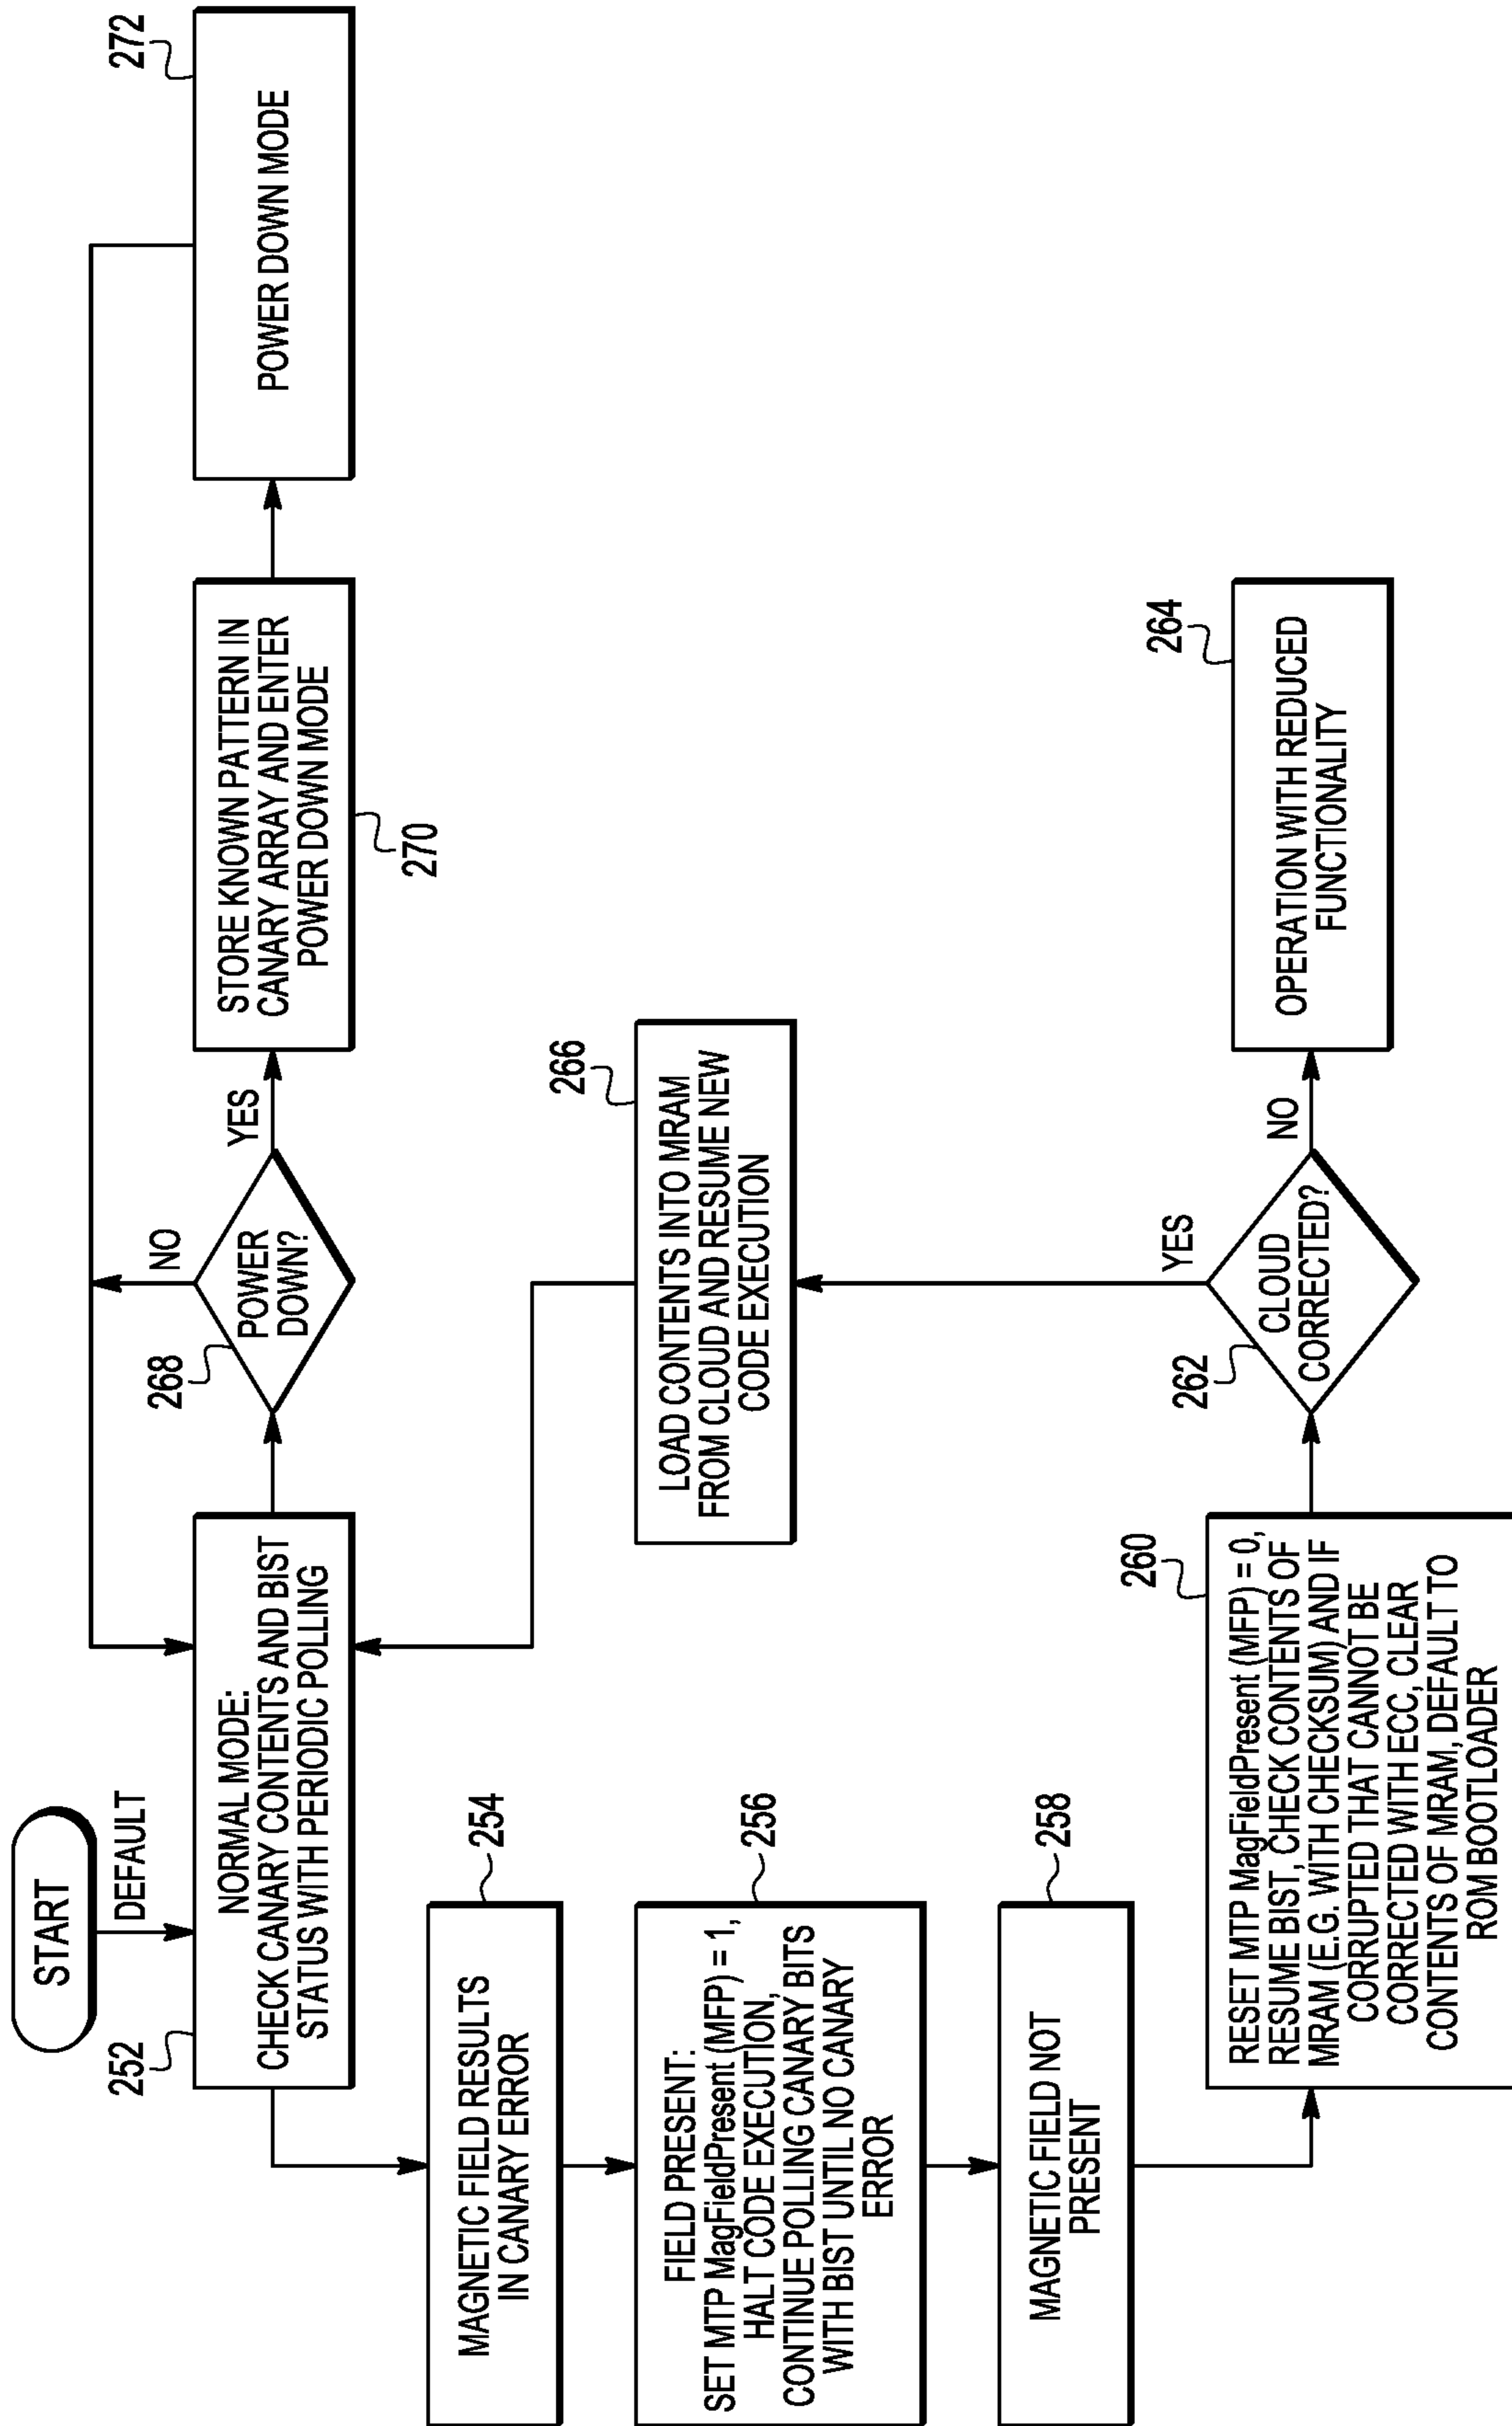 START
DEFAULT
252
NORMAL MODE:
CHECK CANARY CONTENTS AND BIST
STATUS WITH PERIODIC POLLING
268
POWER
DOWN?
NO
YES
STORE KNOWN PATTERN IN
CANARY ARRAY AND ENTER
POWER DOWN MODE
270
272
POWER DOWN MODE
254
MAGNETIC FIELD RESULTS
IN CANARY ERROR
256
FIELD PRESENT:
SET MTP MagFieldPresent (MFP) = 1,
HALT CODE EXECUTION,
CONTINUE POLLING CANARY BITS
WITH BIST UNTIL NO CANARY
ERROR
258
MAGNETIC FIELD NOT
PRESENT
266
LOAD CONTENTS INTO MRAM
FROM CLOUD AND RESUME NEW
CODE EXECUTION
260
RESET MTP MagFieldPresent (MFP) = 0,
RESUME BIST, CHECK CONTENTS OF
MRAM (E.G. WITH CHECKSUM) AND IF
CORRUPTED THAT CANNOT BE
CORRECTED WITH ECC, CLEAR
CONTENTS OF MRAM, DEFAULT TO
ROM BOOTLOADER
262
CLOUD
CORRECTED?
YES
NO
264
OPERATION WITH REDUCED
FUNCTIONALITY